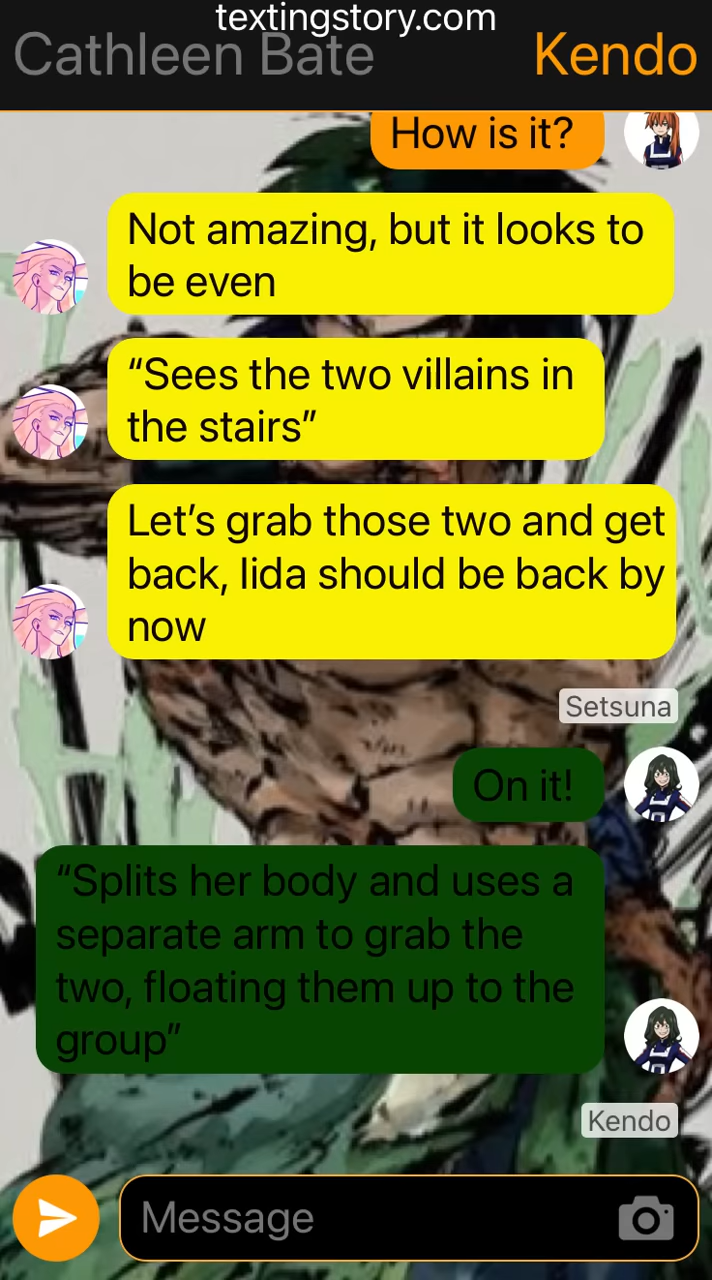 textingstory.com
Cathleen Bate
Kendo
How is it?
Not amazing, but it looks to
be even
“Sees the two villains in
the stairs”
Let’s grab those two and get
back, Iida should be back by
now
Setsuna
On it!
“Splits her body and uses a
separate arm to grab the
two, floating them up to the
group”
Kendo
Message